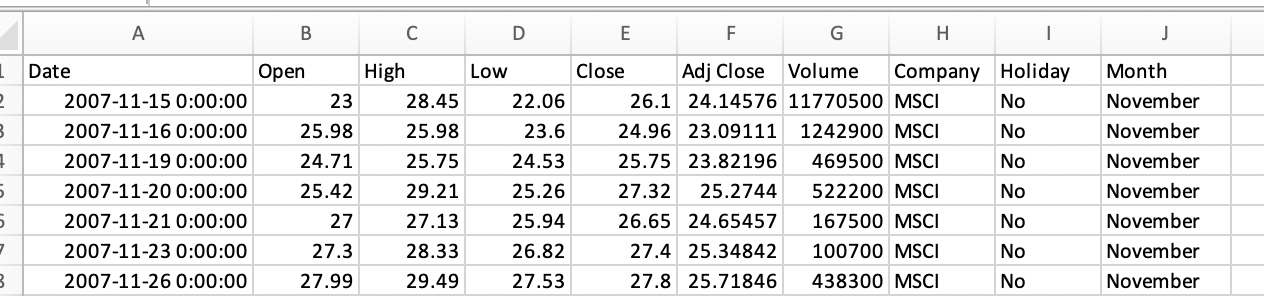 A B C D E F G H I J
1 Date Open High Low Close Adj Close Volume Company Holiday Month
2 2007-11-15 0:00:00 23 28.45 22.06 26.1 24.14576 11770500 MSCI No November
3 2007-11-16 0:00:00 25.98 25.98 23.6 24.96 23.09111 1242900 MSCI No November
4 2007-11-19 0:00:00 24.71 25.75 24.53 25.75 23.82196 469500 MSCI No November
5 2007-11-20 0:00:00 25.42 29.21 25.26 27.32 25.2744 522200 MSCI No November
6 2007-11-21 0:00:00 27 27.13 25.94 26.65 24.65457 167500 MSCI No November
7 2007-11-23 0:00:00 27.3 28.33 26.82 27.4 25.34842 100700 MSCI No November
8 2007-11-26 0:00:00 27.99 29.49 27.53 27.8 25.71846 438300 MSCI No November